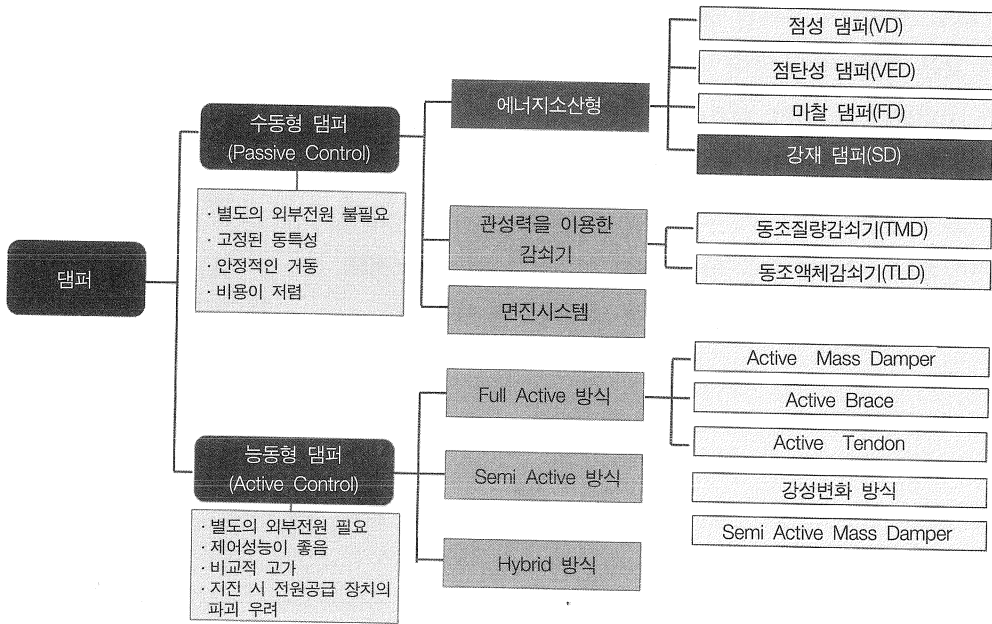 댐퍼
수동형 댐퍼
(Passive Control)
· 별도의 외부전원 불필요
· 고정된 동특성
· 안정적인 거동
· 비용이 저렴
에너지소산형
점성 댐퍼(VD)
점탄성 댐퍼(VED)
마찰 댐퍼(FD)
강재 댐퍼(SD)
관성력을 이용한
감쇠기
동조질량감쇠기(TMD)
동조액체감쇠기(TLD)
면진시스템
능동형 댐퍼
(Active Control)
· 별도의 외부전원 필요
· 제어성능이 좋음
· 비교적 고가
· 지진 시 전원공급 장치의
파괴 우려
Full Active 방식
Active Mass Damper
Active Brace
Active Tendon
Semi Active 방식
강성변화 방식
Semi Active Mass Damper
Hybrid 방식